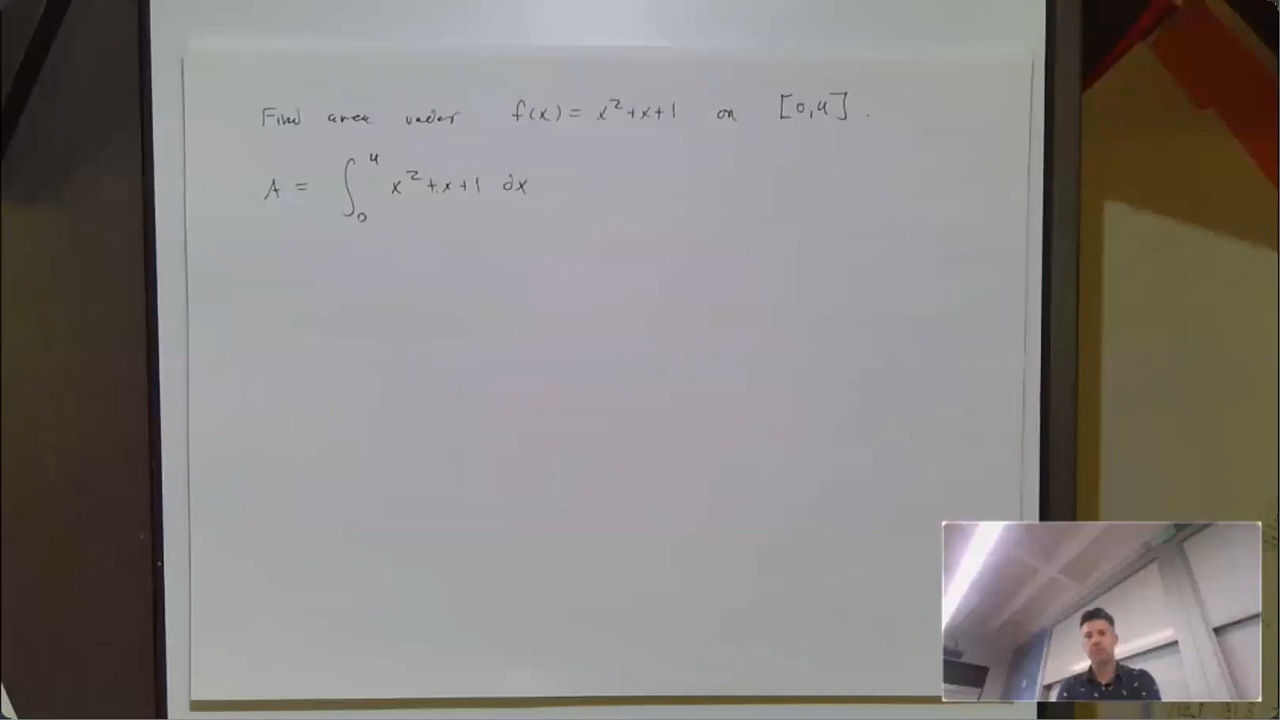 Find area under f(x) = x²+x+1 on [0,4].
A = ∫₀⁴ x²+x+1 dx